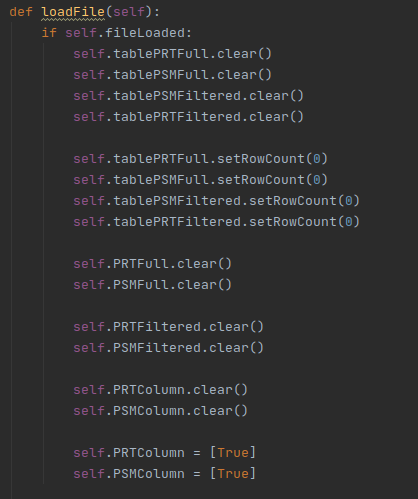 def loadFile(self):
    if self.fileLoaded:
        self.tablePRTFull.clear()
        self.tablePSMFull.clear()
        self.tablePSMFiltered.clear()
        self.tablePRTFiltered.clear()

        self.tablePRTFull.setRowCount(0)
        self.tablePSMFull.setRowCount(0)
        self.tablePSMFiltered.setRowCount(0)
        self.tablePRTFiltered.setRowCount(0)

        self.PRTFull.clear()
        self.PSMFull.clear()

        self.PRTFiltered.clear()
        self.PSMFiltered.clear()

        self.PRTColumn.clear()
        self.PSMColumn.clear()

        self.PRTColumn = [True]
        self.PSMColumn = [True]